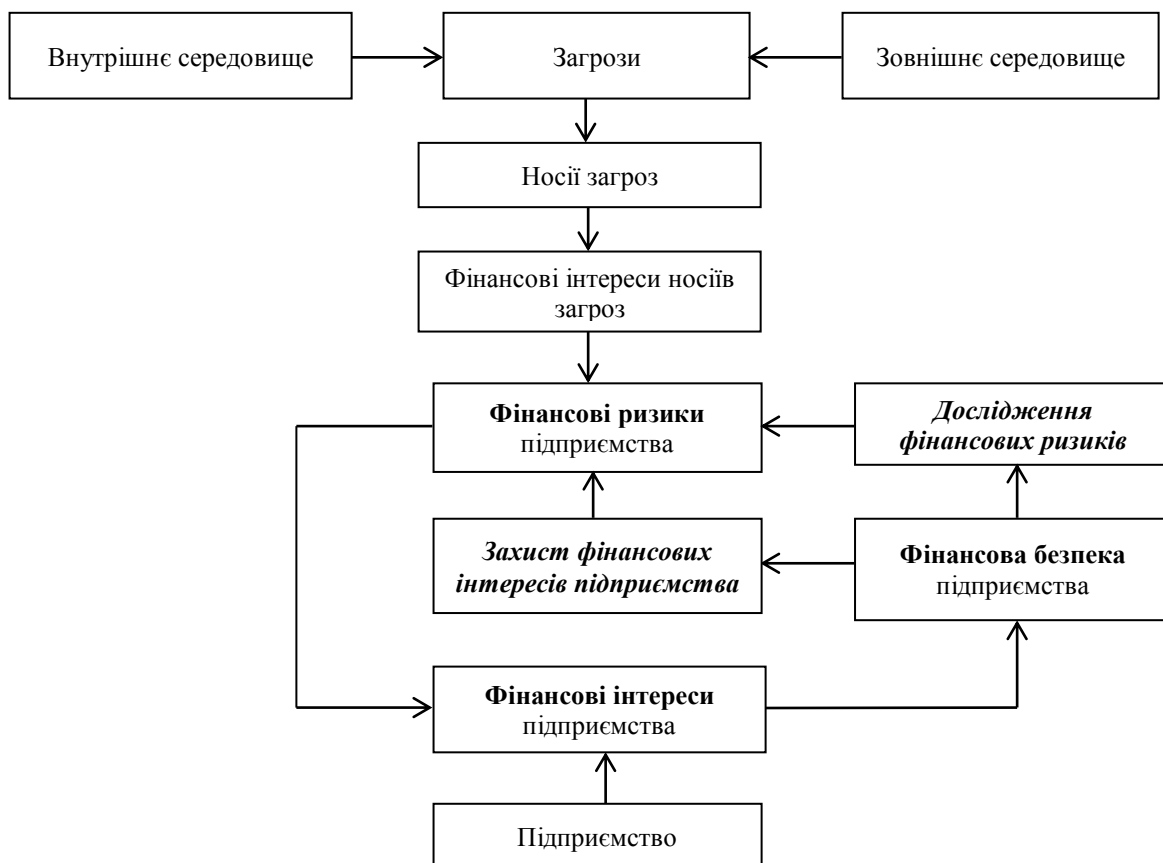 Внутрішнє середовище
Загрози
Зовнішнє середовище
Носії загроз
Фінансові інтереси носіїв
загроз
Фінансові ризики
підприємства
Дослідження
фінансових ризиків
Захист фінансових
інтересів підприємства
Фінансова безпека
підприємства
Фінансові інтереси
підприємства
Підприємство